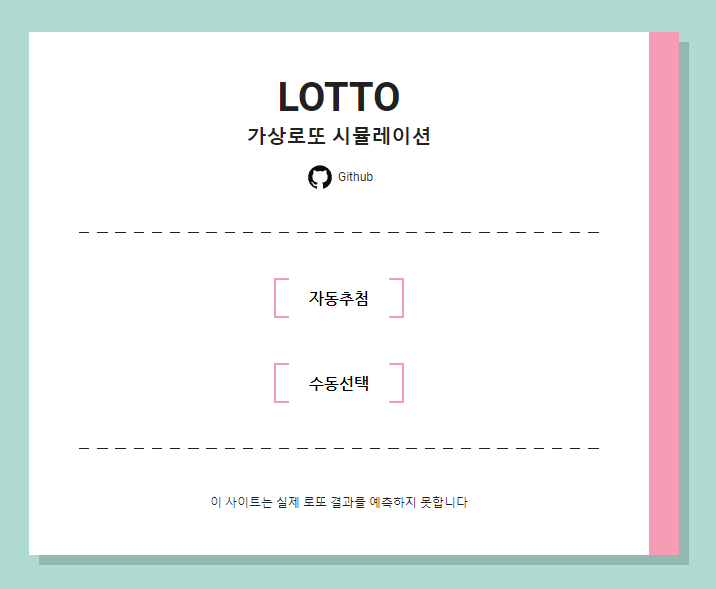 LOTTO
가상로또 시뮬레이션
Github
자동추첨
수동선택
이 사이트는 실제 로또 결과를 예측하지 못합니다